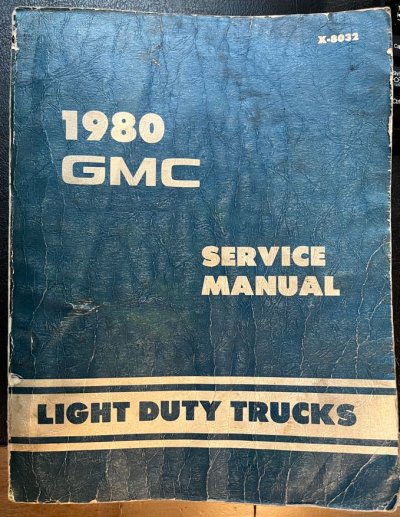 X-8032
1980
GMC
SERVICE
MANUAL
LIGHT DUTY TRUCKS